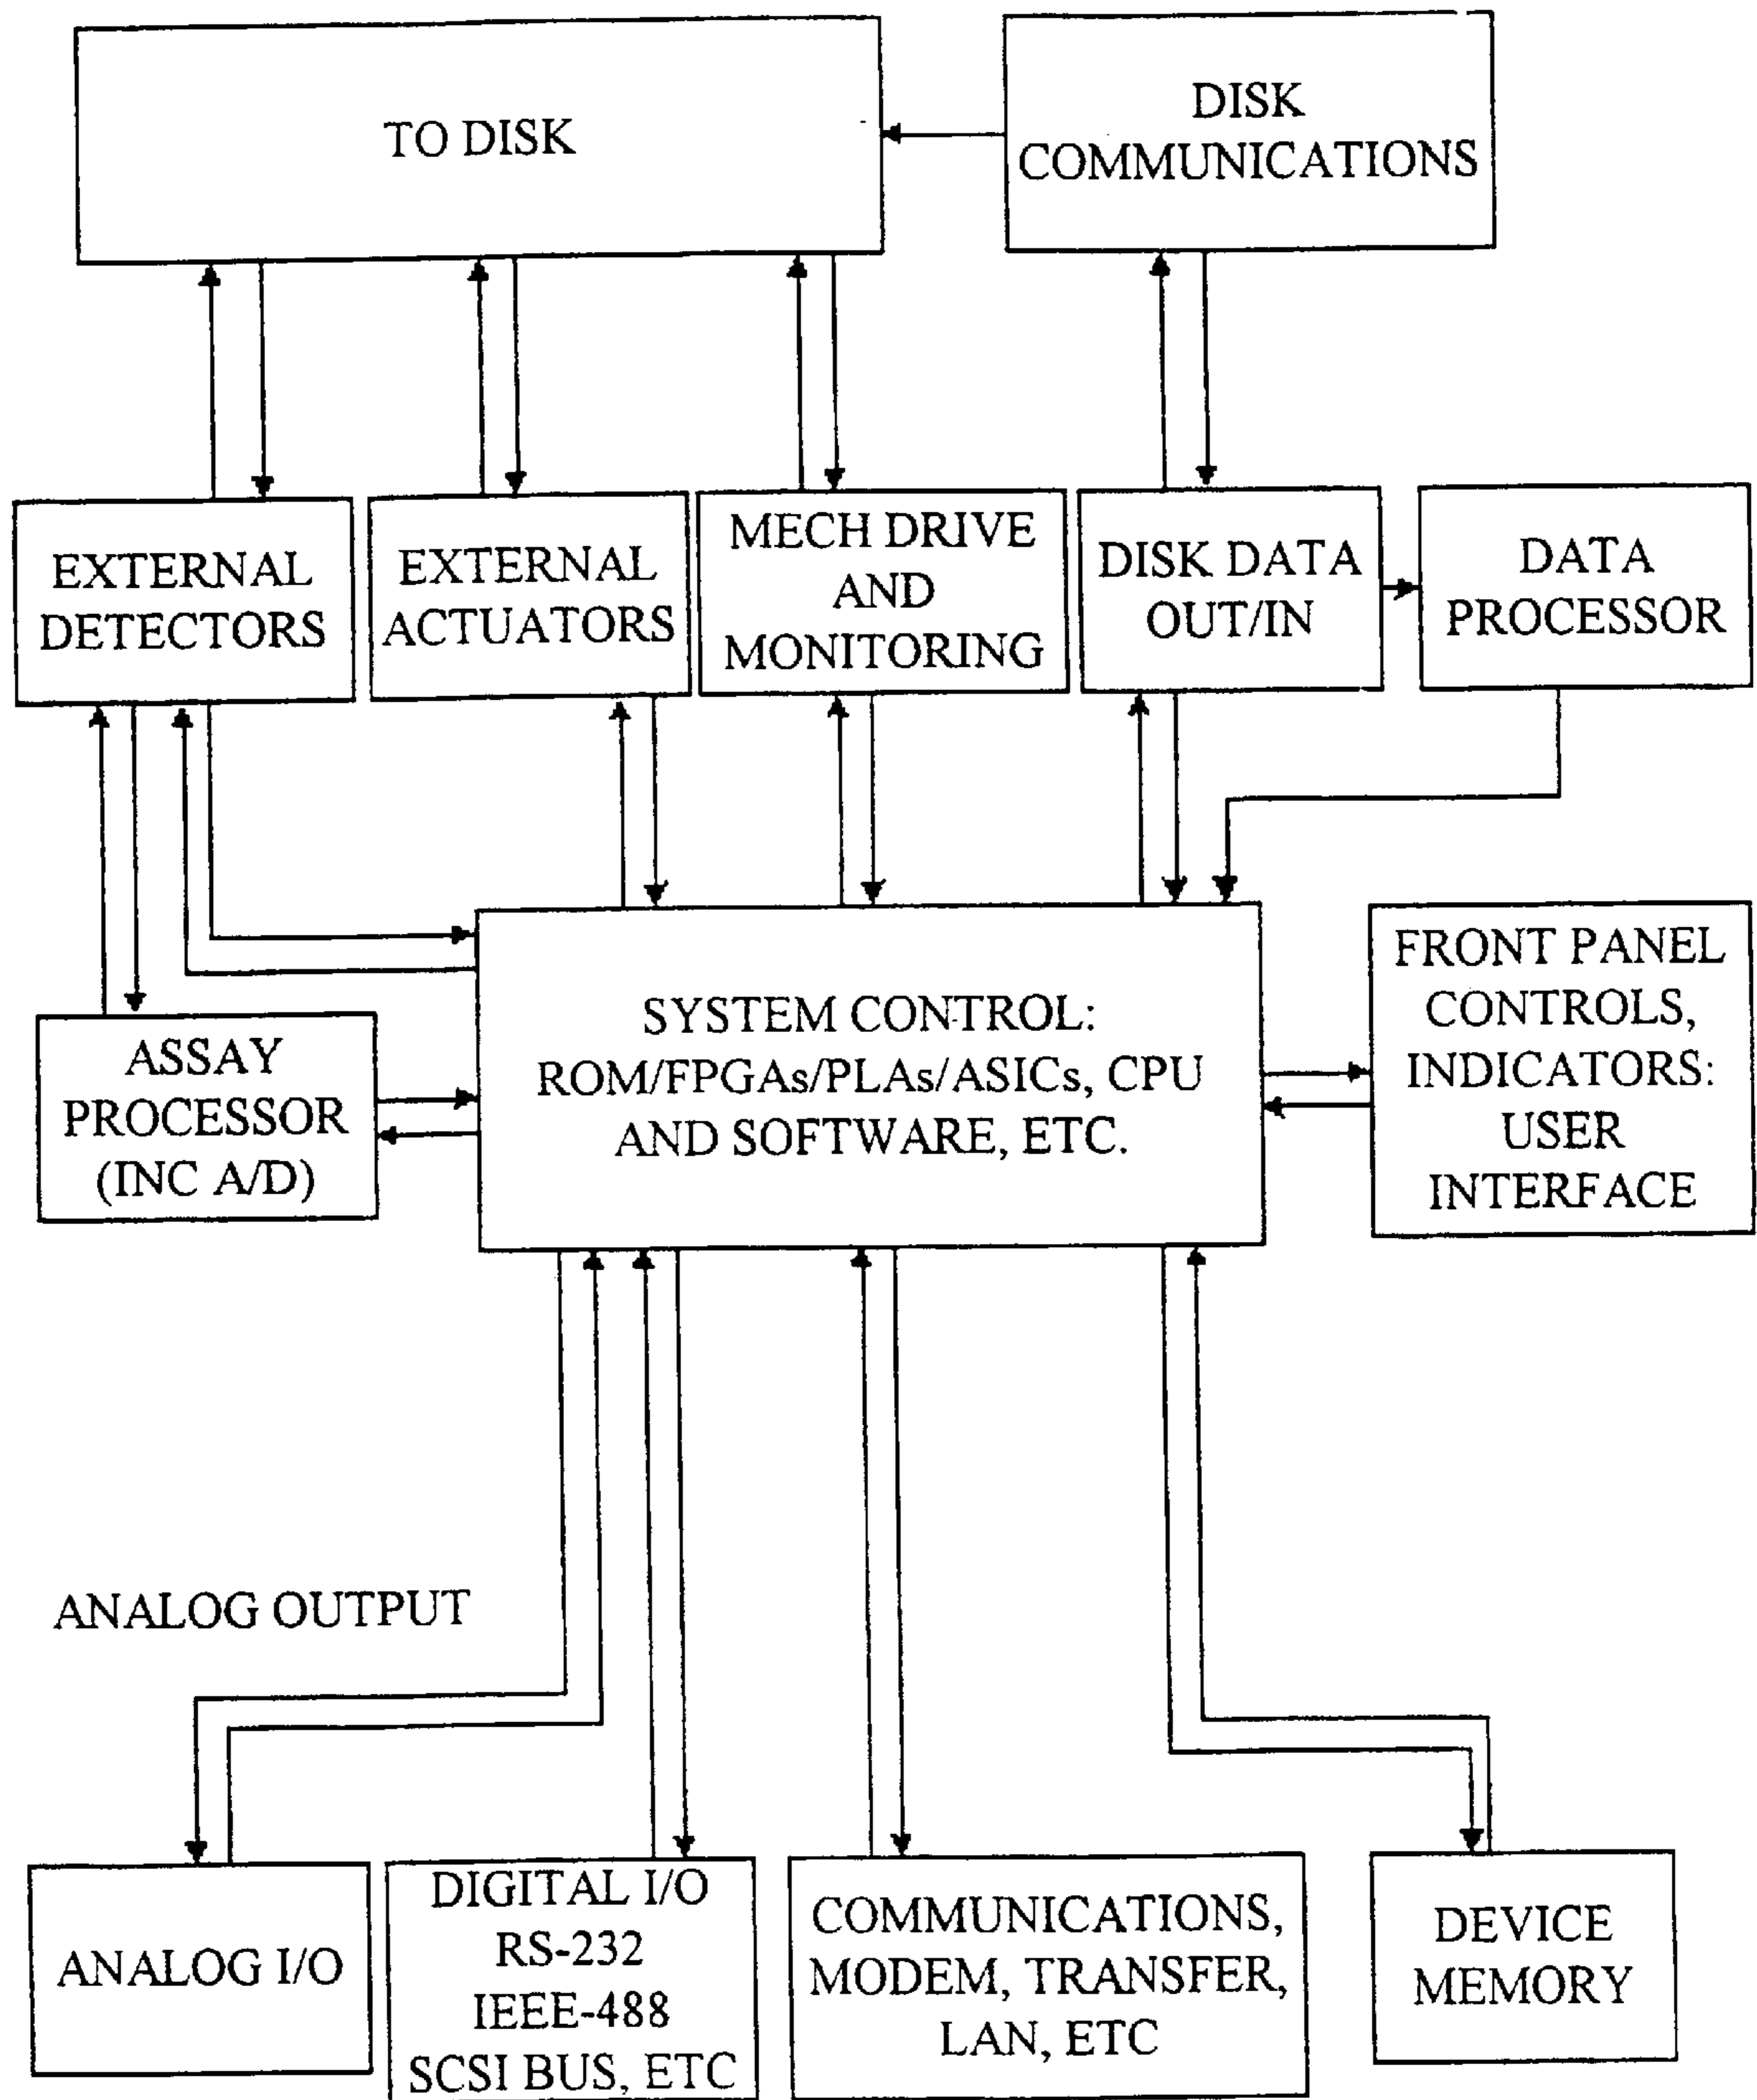 TO DISK
DISK
COMMUNICATIONS
EXTERNAL
DETECTORS
EXTERNAL
ACTUATORS
MECH DRIVE
AND
MONITORING
DISK DATA
OUT/IN
DATA
PROCESSOR
ASSAY
PROCESSOR
(INC A/D)
SYSTEM CONTROL:
ROM/FPGAs/PLAs/ASICs, CPU
AND SOFTWARE, ETC.
FRONT PANEL
CONTROLS,
INDICATORS:
USER
INTERFACE
ANALOG OUTPUT
ANALOG I/O
DIGITAL I/O
RS-232
IEEE-488
SCSI BUS, ETC
COMMUNICATIONS,
MODEM, TRANSFER,
LAN, ETC
DEVICE
MEMORY